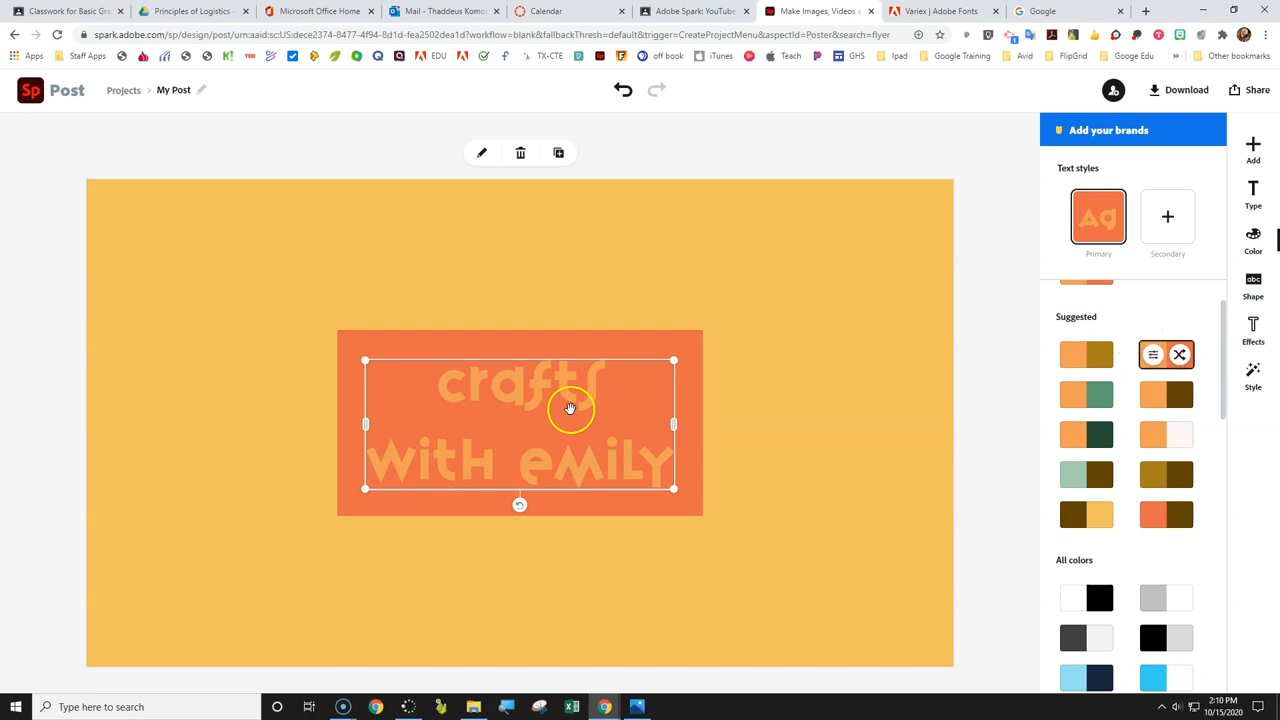 Classwork for Basic Gra
Principles of Logistics -
Microsoft Office Home
Mail - Thaddeus Komor
Calendar
Adobe Spark: YouTube
Make Images, Videos a
Variex | Adobe Fonts
Google
spark.adobe.com/sp/design/post/urn:aaid:sc:US:dece2374-8477-4f94-8d1d-fea2502dea1d?workflow=blank&fallbackThresh=default&trigger=CreateProjectMenu&aspectId=Poster&search=flyer
Apps
Staff Apps
EDU
TX-CTE
off book
iTunes
Teach
GHS
Ipad
Google Training
Avid
FlipGrid
Googe Edu
»
Other bookmarks
Sp
Post
Projects
My Post
Download
Share
Add your brands
Text styles
Ag
Primary
Secondary
Suggested
All colors
Add
T
Type
Color
abc
Shape
Effects
Style
crafts
with emily
Type here to search
2:10 PM
10/15/2020